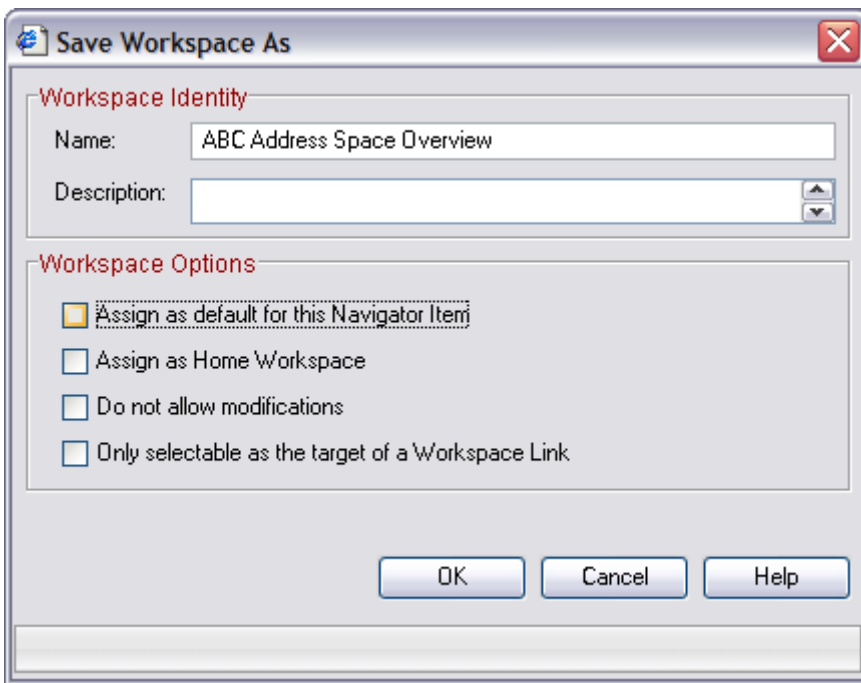 Save Workspace As
Workspace Identity
Name: ABC Address Space Overview
Description:
Workspace Options
Assign as default for this Navigator Item
Assign as Home Workspace
Do not allow modifications
Only selectable as the target of a Workspace Link
OK Cancel Help